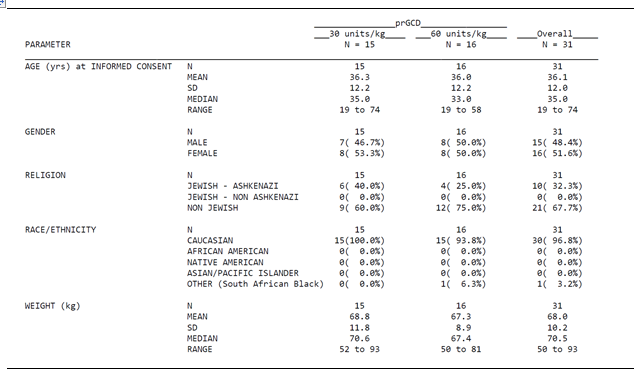 prGCD
30 units/kg 60 units/kg Overall
PARAMETER N = 15 N = 16 N = 31
AGE (yrs) at INFORMED CONSENT N 15 16 31
MEAN 36.3 36.0 36.1
SD 12.2 12.2 12.0
MEDIAN 35.0 33.0 35.0
RANGE 19 to 74 19 to 58 19 to 74
GENDER N 15 16 31
MALE 7( 46.7%) 8( 50.0%) 15( 48.4%)
FEMALE 8( 53.3%) 8( 50.0%) 16( 51.6%)
RELIGION N 15 16 31
JEWISH - ASHKENAZI 6( 40.0%) 4( 25.0%) 10( 32.3%)
JEWISH - NON ASHKENAZI 0( 0.0%) 0( 0.0%) 0( 0.0%)
NON JEWISH 9( 60.0%) 12( 75.0%) 21( 67.7%)
RACE/ETHNICITY N 15 16 31
CAUCASIAN 15(100.0%) 15( 93.8%) 30( 96.8%)
AFRICAN AMERICAN 0( 0.0%) 0( 0.0%) 0( 0.0%)
NATIVE AMERICAN 0( 0.0%) 0( 0.0%) 0( 0.0%)
ASIAN/PACIFIC ISLANDER 0( 0.0%) 0( 0.0%) 0( 0.0%)
OTHER (South African Black) 0( 0.0%) 1( 6.3%) 1( 3.2%)
WEIGHT (kg) N 15 16 31
MEAN 68.8 67.3 68.0
SD 11.8 8.9 10.2
MEDIAN 70.6 67.4 70.5
RANGE 52 to 93 50 to 81 50 to 93